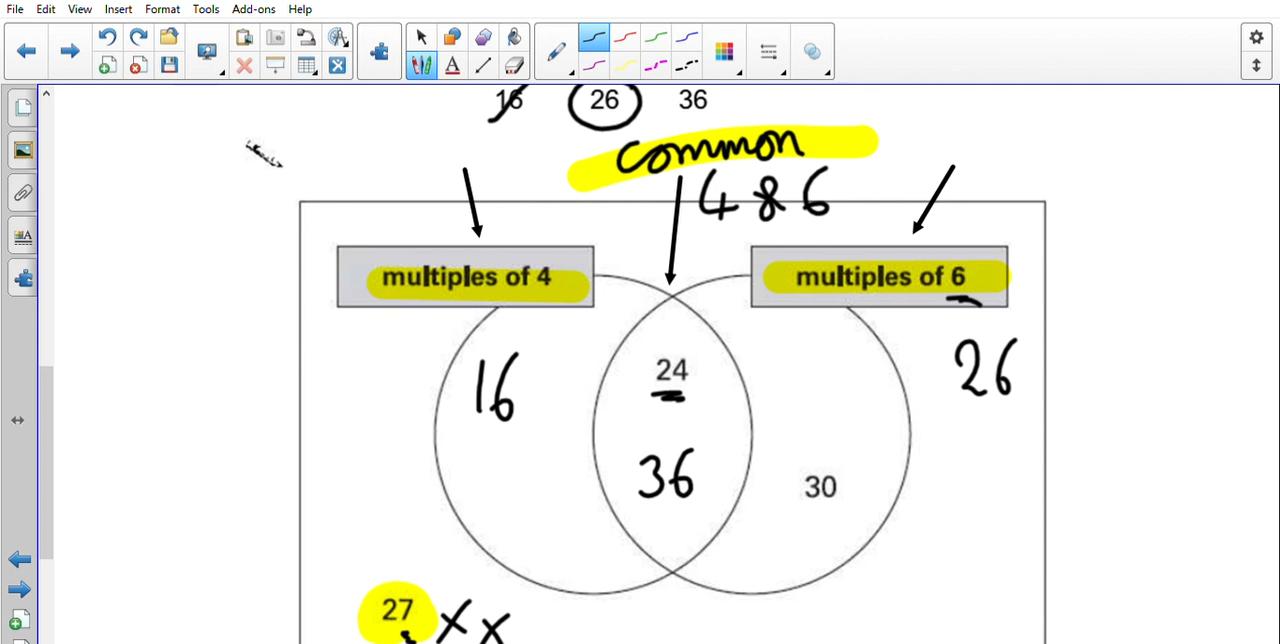 File Edit View Insert Format Tools Add-ons Help
16 26 36
common
4 & 6
multiples of 4 multiples of 6
16 24 26
36 30
27 x x